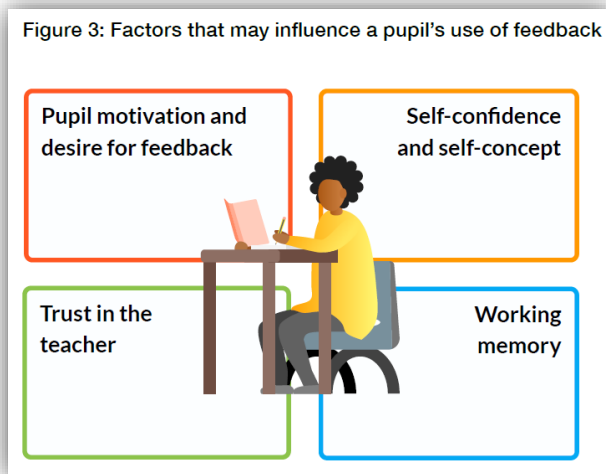 Figure 3: Factors that may influence a pupil’s use of feedback
Pupil motivation and
desire for feedback
Self-confidence
and self-concept
Trust in the
teacher
Working
memory